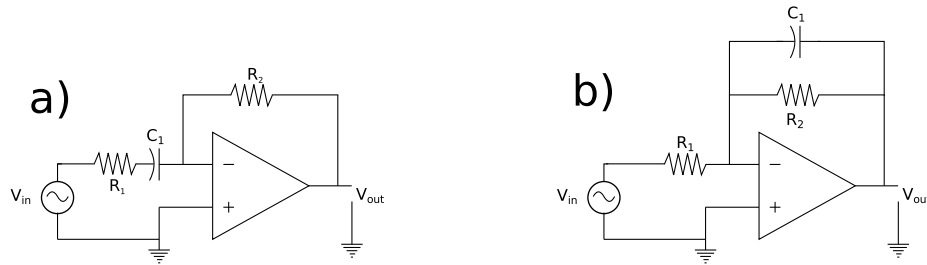 a)
R₂
C₁
R₁
Vin
−
+
Vout
b)
C₁
R₂
R₁
Vin
−
+
Vou